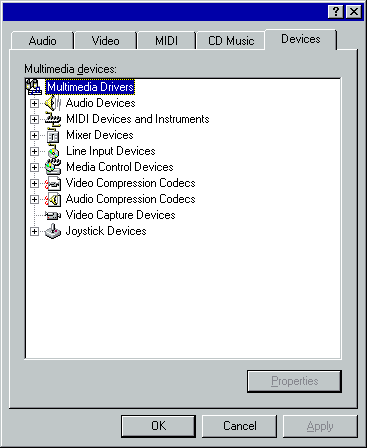 Audio Video MIDI CD Music Devices
Multimedia devices:
Multimedia Drivers
Audio Devices
MIDI Devices and Instruments
Mixer Devices
Line Input Devices
Media Control Devices
Video Compression Codecs
Audio Compression Codecs
Video Capture Devices
Joystick Devices
Properties
OK Cancel Apply